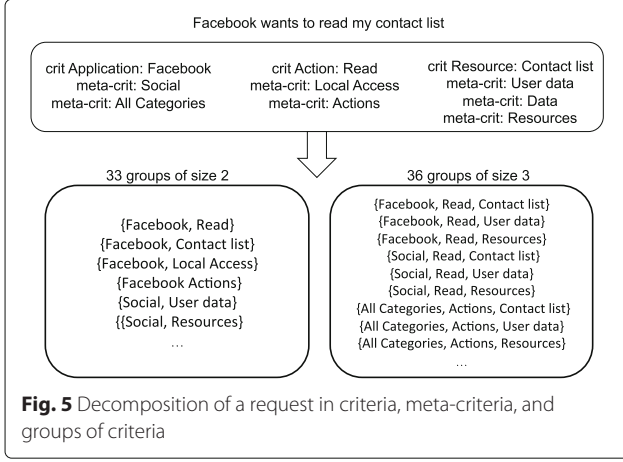 Facebook wants to read my contact list
crit Application: Facebook
meta-crit: Social
meta-crit: All Categories
crit Action: Read
meta-crit: Local Access
meta-crit: Actions
crit Resource: Contact list
meta-crit: User data
meta-crit: Data
meta-crit: Resources
33 groups of size 2
{Facebook, Read}
{Facebook, Contact list}
{Facebook, Local Access}
{Facebook Actions}
{Social, User data}
{{Social, Resources}
...
36 groups of size 3
{Facebook, Read, Contact list}
{Facebook, Read, User data}
{Facebook, Read, Resources}
{Social, Read, Contact list}
{Social, Read, User data}
{Social, Read, Resources}
{All Categories, Actions, Contact list}
{All Categories, Actions, User data}
{All Categories, Actions, Resources}
...
Fig. 5 Decomposition of a request in criteria, meta-criteria, and
groups of criteria